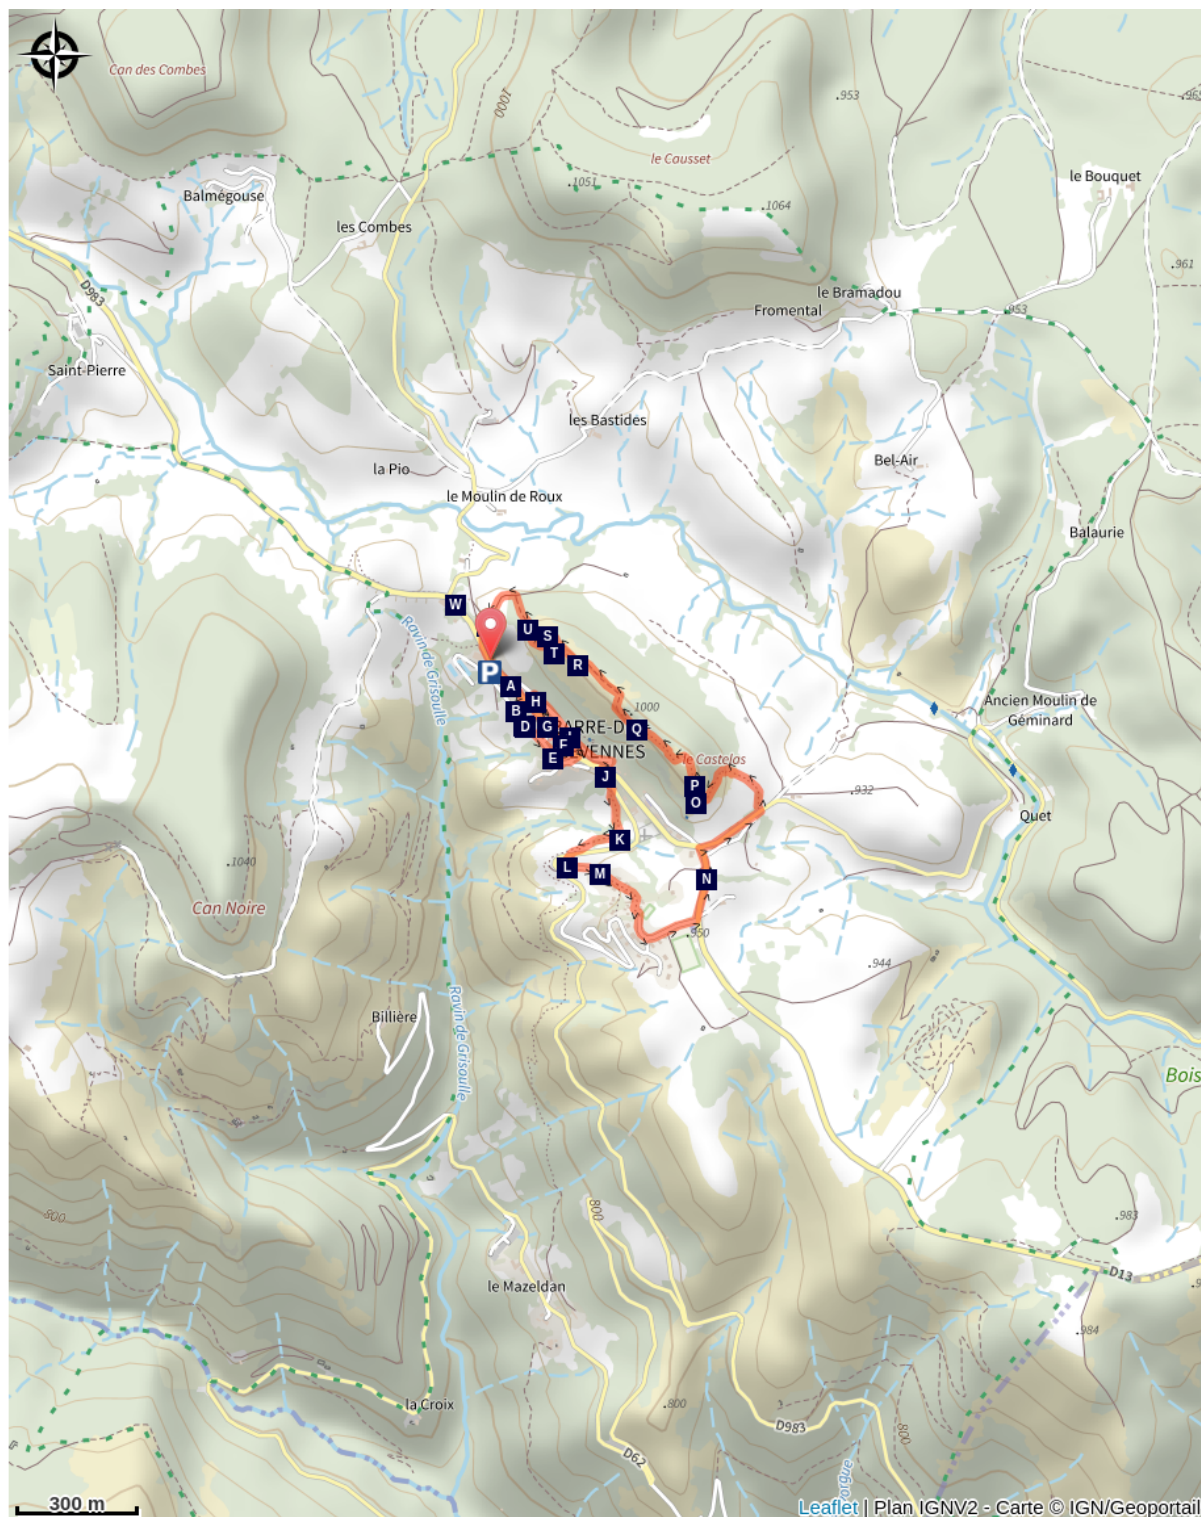 Can des Combes
1000
.953
le Causset
le Bouquet
.1051
Balmégouse
.1064
les Combes
.961
D983
le Bramadou
Fromental
.953
Saint-Pierre
les Bastides
la Pio
Bel-Air
le Moulin de Roux
Balaurie
W
Ravin de Grisoulle
U
S
T
R
P
A
H
B
1000
Ancien Moulin de
Géminard
D
G
Q
F
E
le Castelas
J
P
O
.932
Quet
K
.1040
L
M
N
Can Noire
.950
.944
Ravin de Grisoulle
Billière
Bois
800
800
.983
D13
le Mazeldan
.984
la Croix
.800
D983
800
D62
300 m
Leaflet | Plan IGNV2 - Carte © IGN/Geoportail